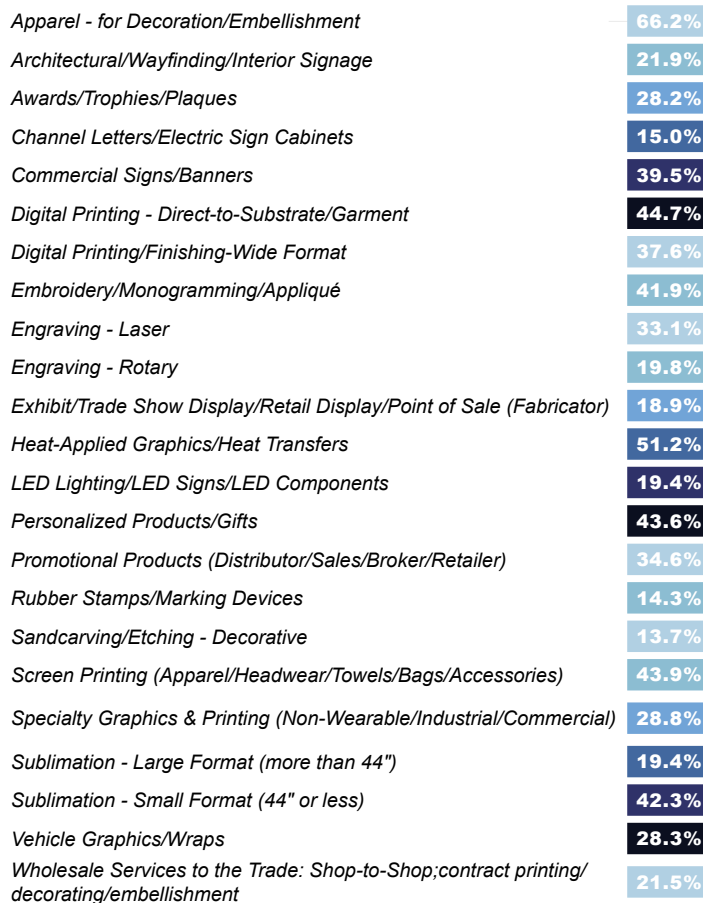 Apparel - for Decoration/Embellishment 66.2%
Architectural/Wayfinding/Interior Signage 21.9%
Awards/Trophies/Plaques 28.2%
Channel Letters/Electric Sign Cabinets 15.0%
Commercial Signs/Banners 39.5%
Digital Printing - Direct-to-Substrate/Garment 44.7%
Digital Printing/Finishing-Wide Format 37.6%
Embroidery/Monogramming/Appliqué 41.9%
Engraving - Laser 33.1%
Engraving - Rotary 19.8%
Exhibit/Trade Show Display/Retail Display/Point of Sale (Fabricator) 18.9%
Heat-Applied Graphics/Heat Transfers 51.2%
LED Lighting/LED Signs/LED Components 19.4%
Personalized Products/Gifts 43.6%
Promotional Products (Distributor/Sales/Broker/Retailer) 34.6%
Rubber Stamps/Marking Devices 14.3%
Sandcarving/Etching - Decorative 13.7%
Screen Printing (Apparel/Headwear/Towels/Bags/Accessories) 43.9%
Specialty Graphics & Printing (Non-Wearable/Industrial/Commercial) 28.8%
Sublimation - Large Format (more than 44") 19.4%
Sublimation - Small Format (44" or less) 42.3%
Vehicle Graphics/Wraps 28.3%
Wholesale Services to the Trade: Shop-to-Shop;contract printing/
decorating/embellishment 21.5%